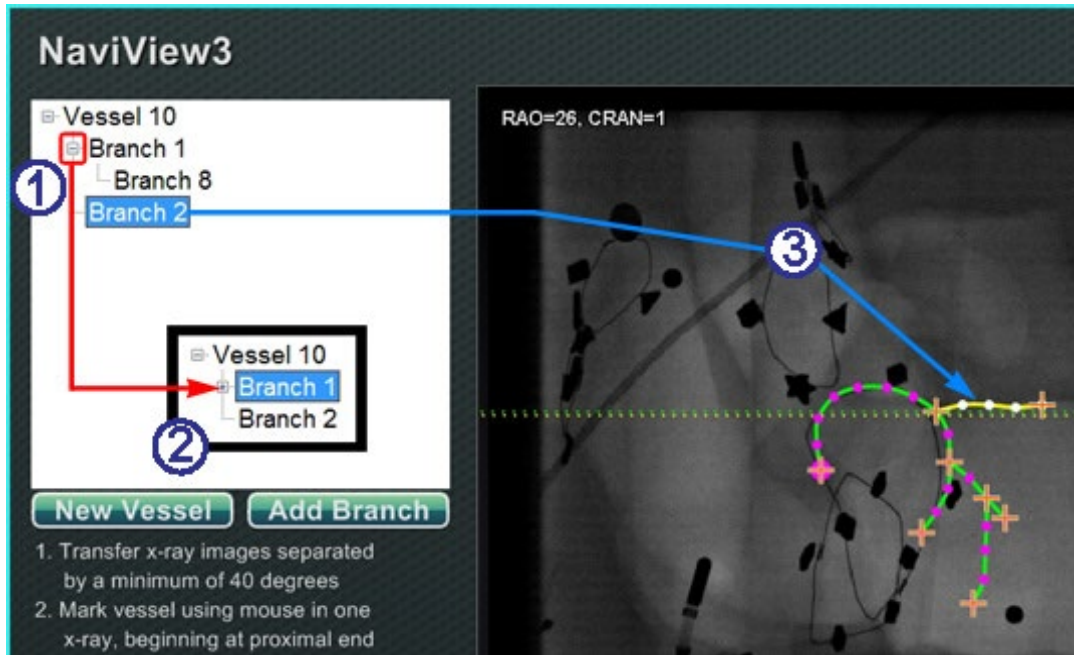 NaviView3
Vessel 10
Branch 1
Branch 8
Branch 2
1
Vessel 10
Branch 1
Branch 2
2
New Vessel
Add Branch
1. Transfer x-ray images separated
by a minimum of 40 degrees
2. Mark vessel using mouse in one
x-ray, beginning at proximal end
RAO=26, CRAN=1
3